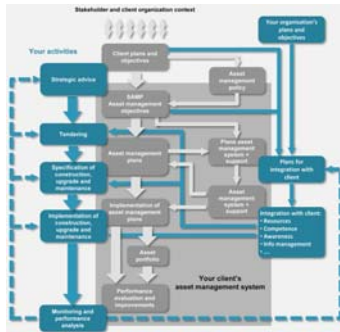 Stakeholder and client organization context
Your organisation's
plans and
objectives
Your activities
Client plans and
objectives
Strategic advice
Asset
management
policy
SAMP
Asset management
objectives
Tendering
Plans asset
management
system +
support
Asset
management
plans
Plans for
integration with
client
Specification of
construction,
upgrade and
maintenance
Asset
management
system +
support
Implementation
of construction,
upgrade and
maintenance
Implementation of
asset management
plans
Integration with client:
• Resources
• Competence
• Awareness
• Info management
• ....
Asset
portfolio
Your client's
asset management system
Performance
evaluation and
improvements
Monitoring and
performance
analysis